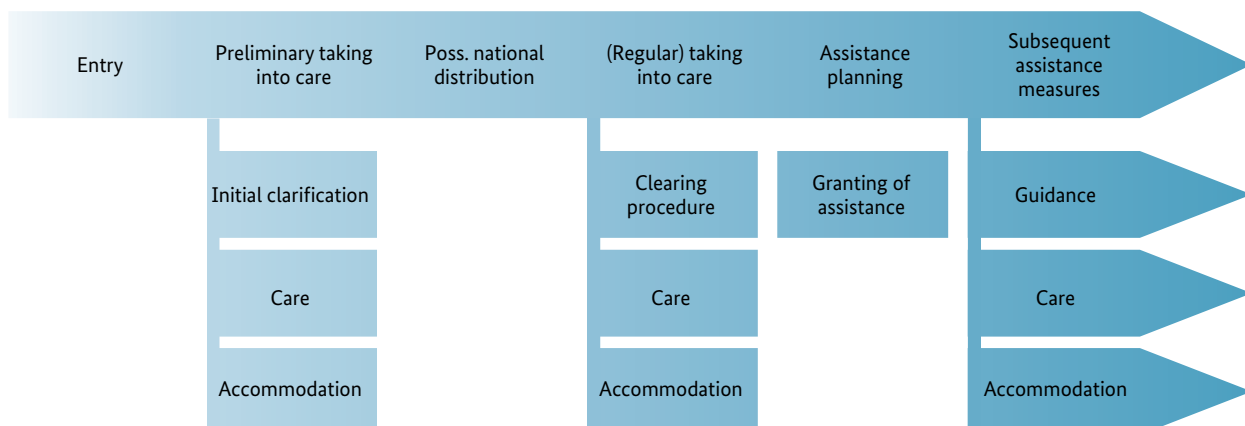 Entry
Preliminary taking
into care
Poss. national
distribution
(Regular) taking
into care
Assistance
planning
Subsequent
assistance
measures
Initial clarification
Clearing
procedure
Granting of
assistance
Guidance
Care
Care
Care
Accommodation
Accommodation
Accommodation